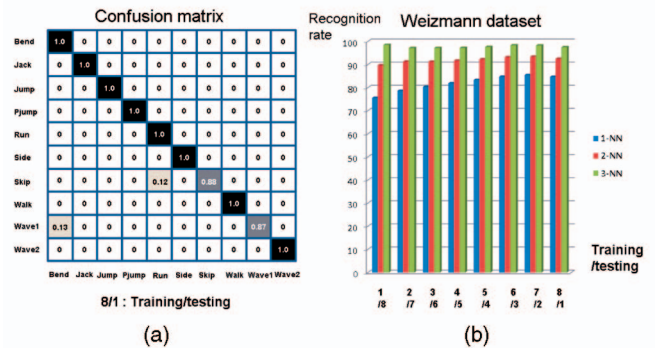 Confusion matrix
Bend 1.0 0 0 0 0 0 0 0 0 0
Jack 0 1.0 0 0 0 0 0 0 0 0
Jump 0 0 1.0 0 0 0 0 0 0 0
Pjump 0 0 0 1.0 0 0 0 0 0 0
Run 0 0 0 0 1.0 0 0 0 0 0
Side 0 0 0 0 0 1.0 0 0 0 0
Skip 0 0 0 0 0.12 0 0.88 0 0 0
Walk 0 0 0 0 0 0 0 1.0 0 0
Wave1 0.13 0 0 0 0 0 0 0 0.87 0
Wave2 0 0 0 0 0 0 0 0 0 1.0
Bend Jack Jump Pjump Run Side Skip Walk Wave1 Wave2
8/1 : Training/testing
(a)
Recognition
rate
Weizmann dataset
100
90
80
70
60
50
40
30
20
10
0
1-NN
2-NN
3-NN
Training
/testing
1 2 3 4 5 6 7 8
/8 /7 /6 /5 /4 /3 /2 /1
(b)